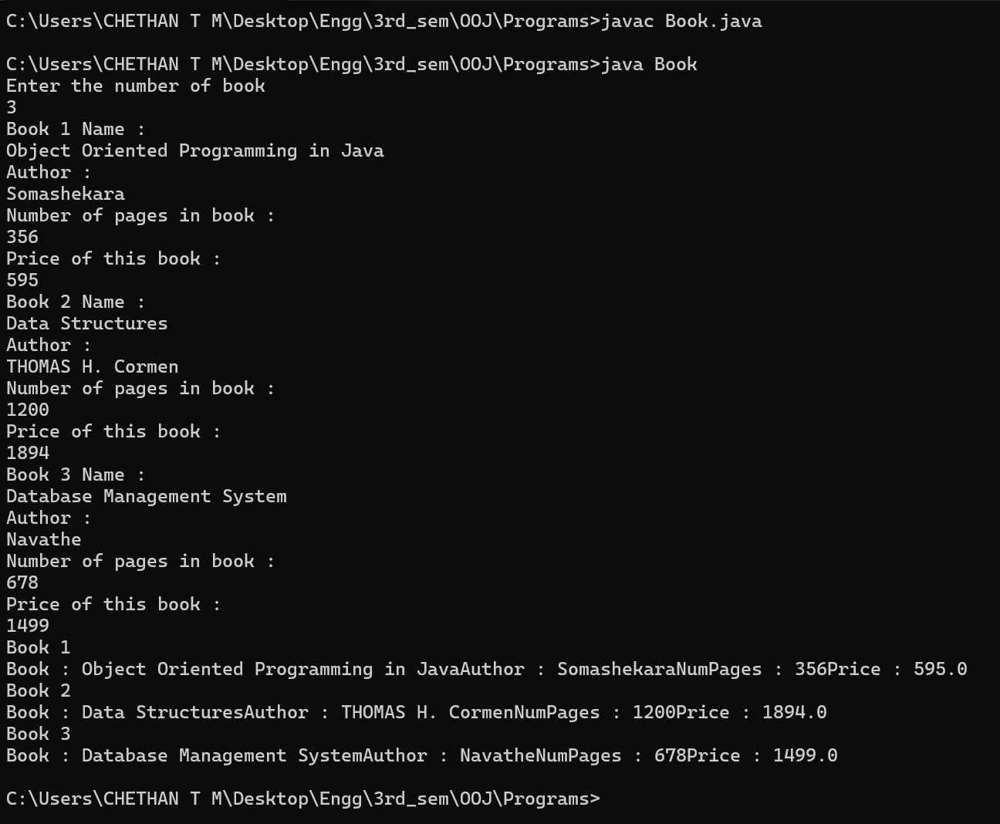 C:\Users\CHETHAN T M\Desktop\Engg\3rd_sem\OOJ\Programs>javac Book.java
C:\Users\CHETHAN T M\Desktop\Engg\3rd_sem\OOJ\Programs>java Book
Enter the number of book
3
Book 1 Name :
Object Oriented Programming in Java
Author :
Somashekara
Number of pages in book :
356
Price of this book :
595
Book 2 Name :
Data Structures
Author :
THOMAS H. Cormen
Number of pages in book :
1200
Price of this book :
1894
Book 3 Name :
Database Management System
Author :
Navathe
Number of pages in book :
678
Price of this book :
1499
Book 1
Book : Object Oriented Programming in JavaAuthor : SomashekaraNumPages : 356Price : 595.0
Book 2
Book : Data StructuresAuthor : THOMAS H. CormenNumPages : 1200Price : 1894.0
Book 3
Book : Database Management SystemAuthor : NavatheNumPages : 678Price : 1499.0
C:\Users\CHETHAN T M\Desktop\Engg\3rd_sem\OOJ\Programs>